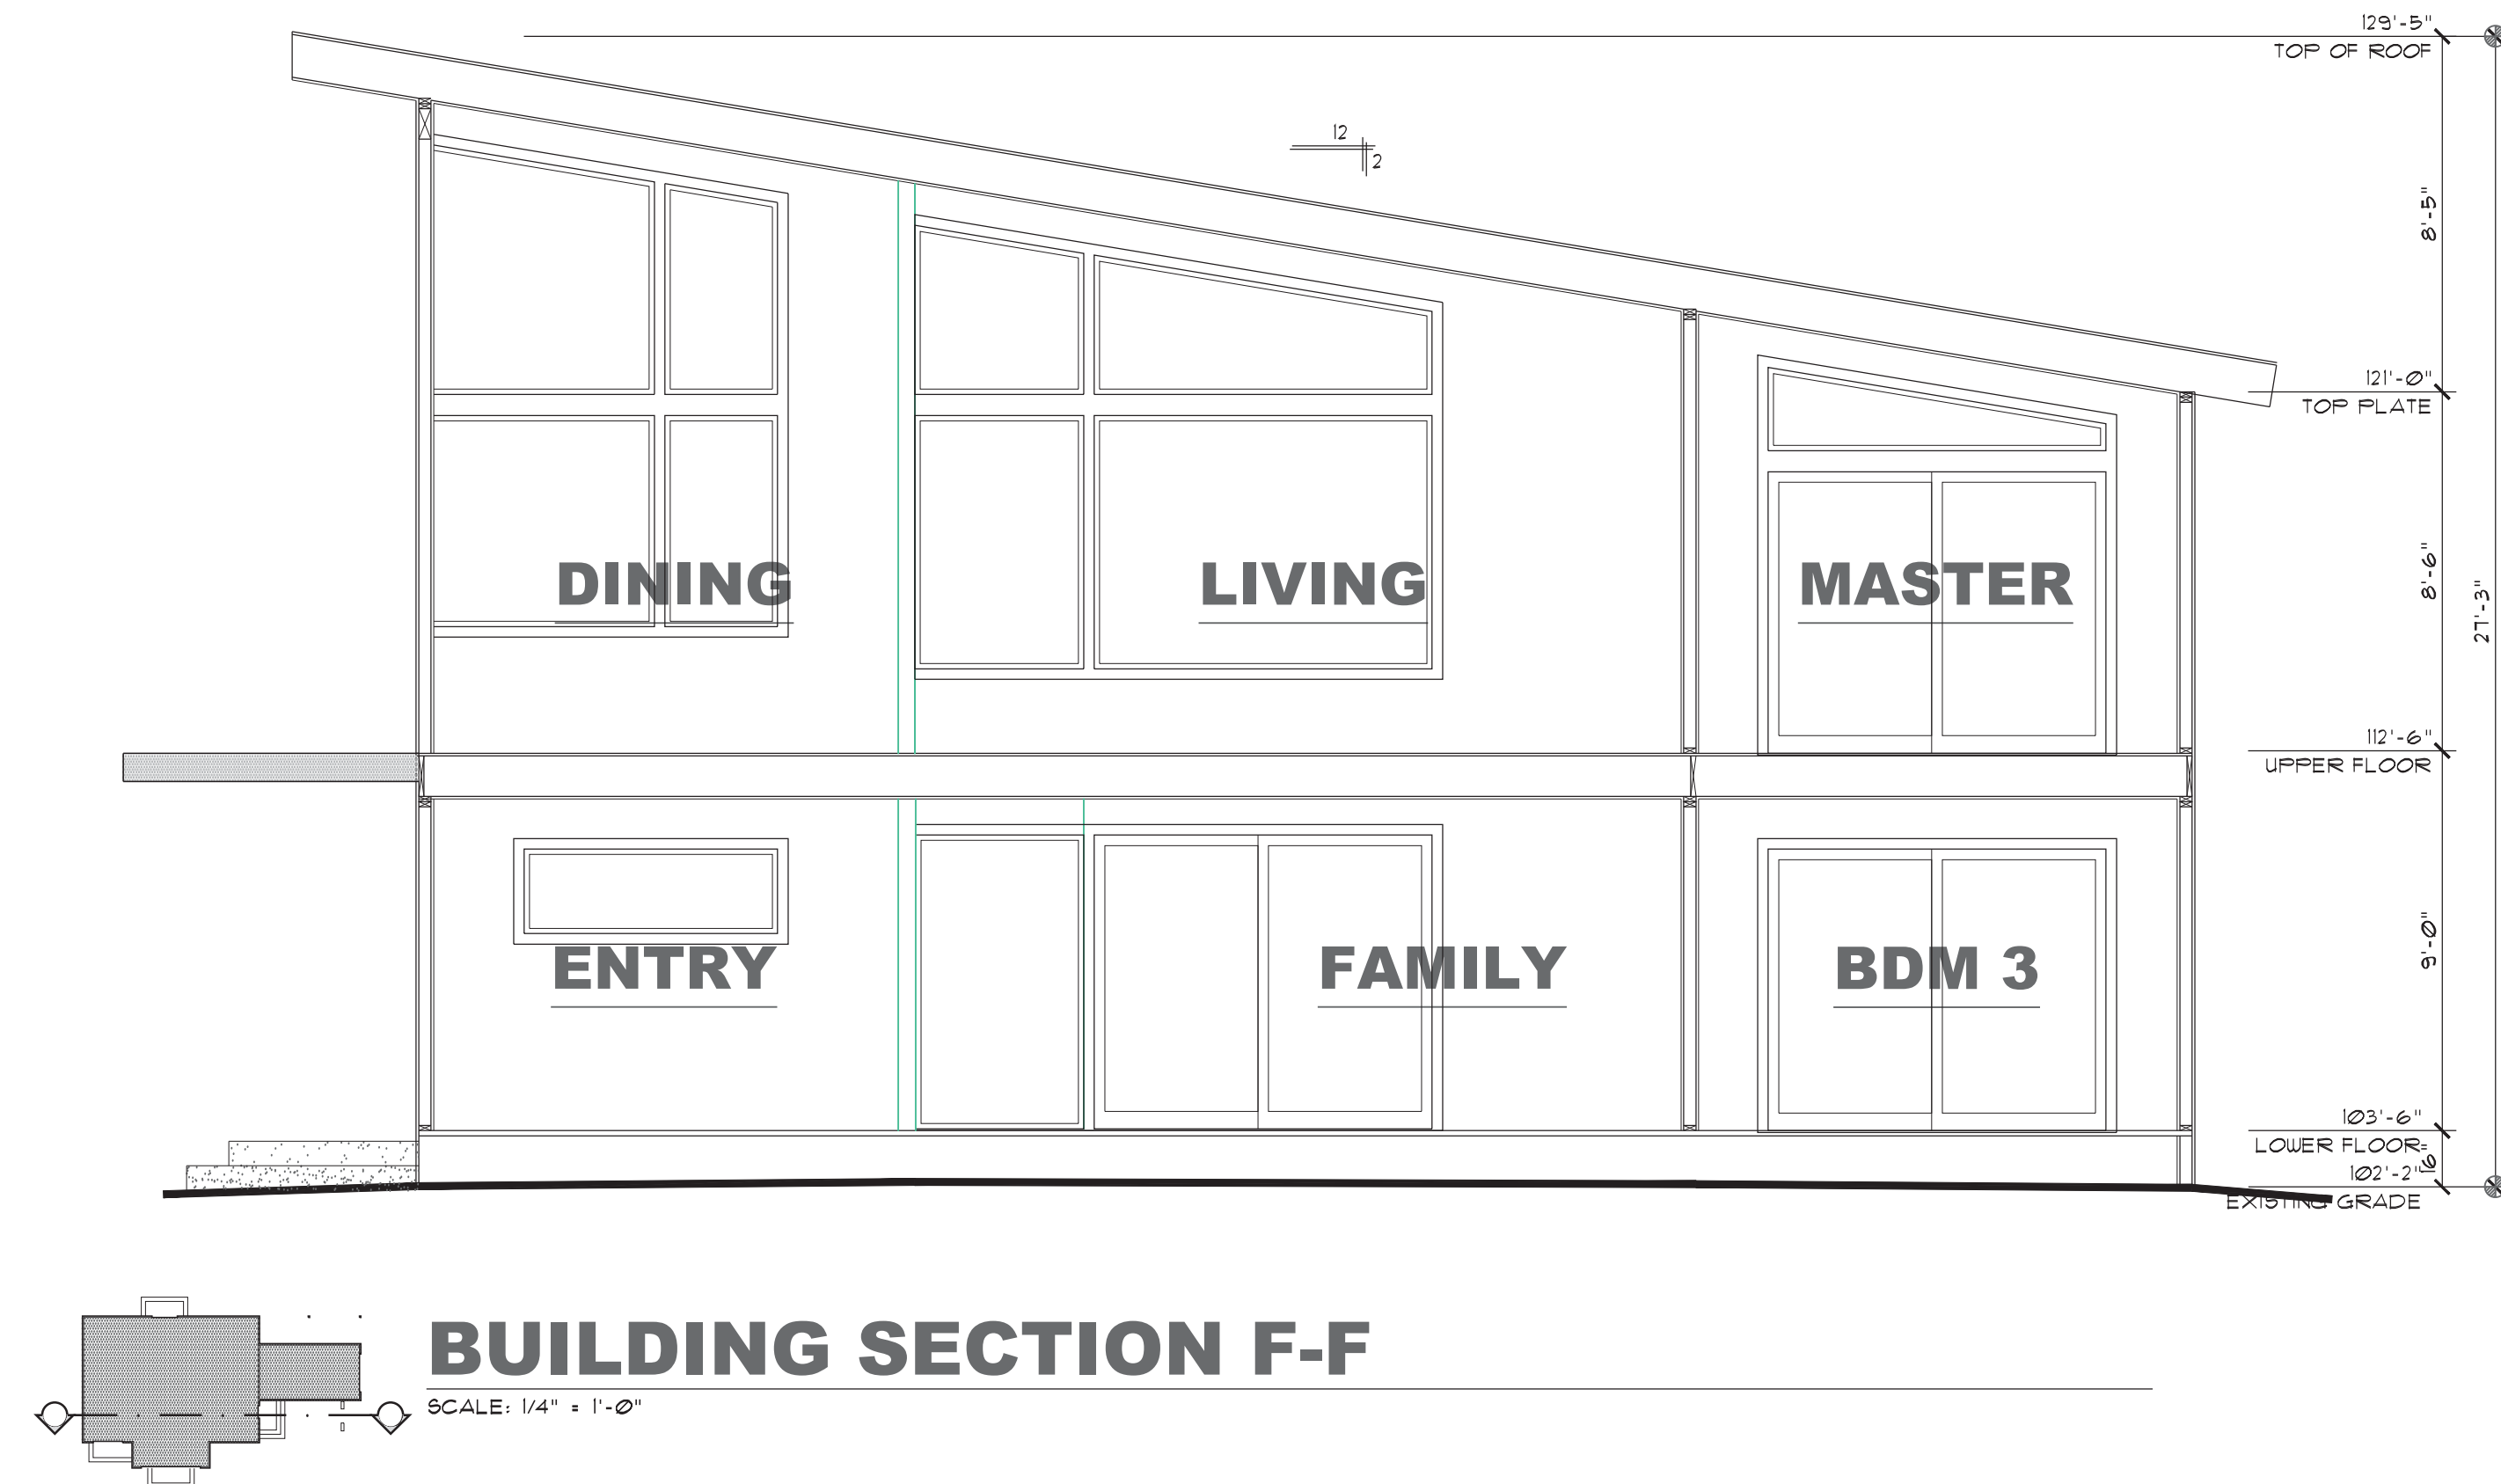 129'-5"
TOP OF ROOF
12
2
8'-5"
121'-0"
TOP PLATE
DINING
LIVING
MASTER
8'-6"
27'-3"
112'-6"
UPPER FLOOR
ENTRY
FAMILY
BDM 3
9'-0"
103'-6"
LOWER FLOOR
16"
102'-2"
EXISTING GRADE
BUILDING SECTION F-F
SCALE: 1/4" = 1'-0"